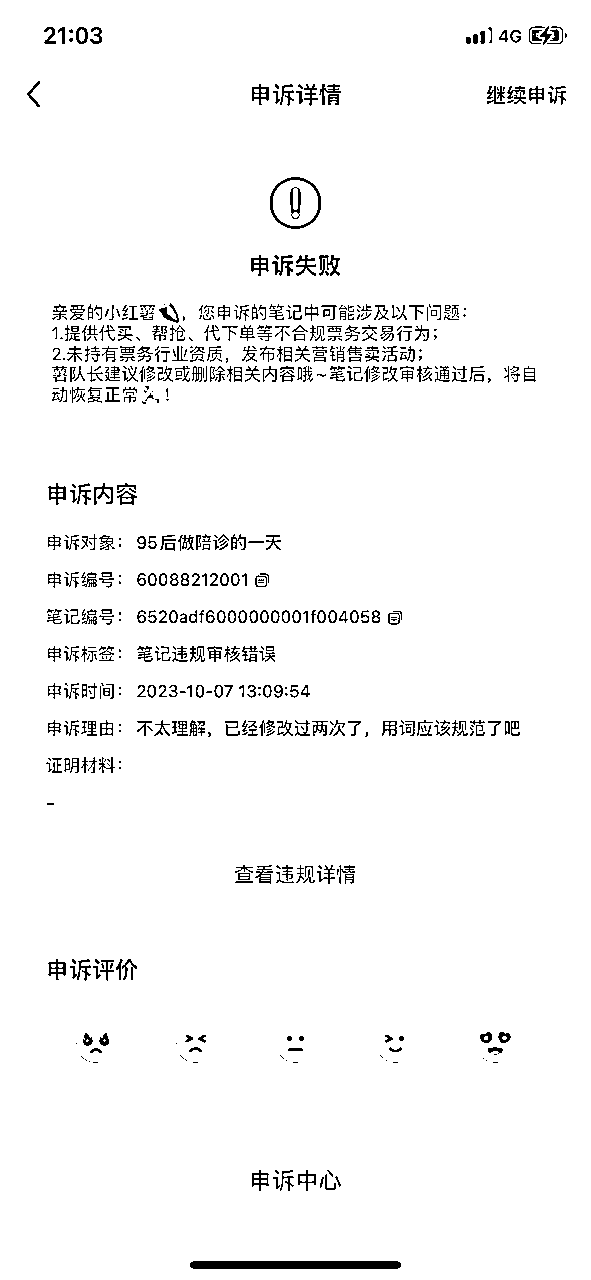 21:03
4G
申诉详情
继续申诉
申诉失败
亲爱的小红薯，您申诉的笔记中可能涉及以下问题：
1.提供代买、帮抢、代下单等不合规票务交易行为；
2.未持有票务行业资质，发布相关营销售卖活动；
薯队长建议修改或删除相关内容哦~笔记修改审核通过后，将自
动恢复正常！
申诉内容
申诉对象： 95后做陪诊的一天
申诉编号： 60088212001
笔记编号： 6520adf6000000001f004058
申诉标签： 笔记违规审核错误
申诉时间： 2023-10-07 13:09:54
申诉理由： 不太理解，已经修改过两次了，用词应该规范了吧
证明材料：
-
查看违规详情
申诉评价
申诉中心